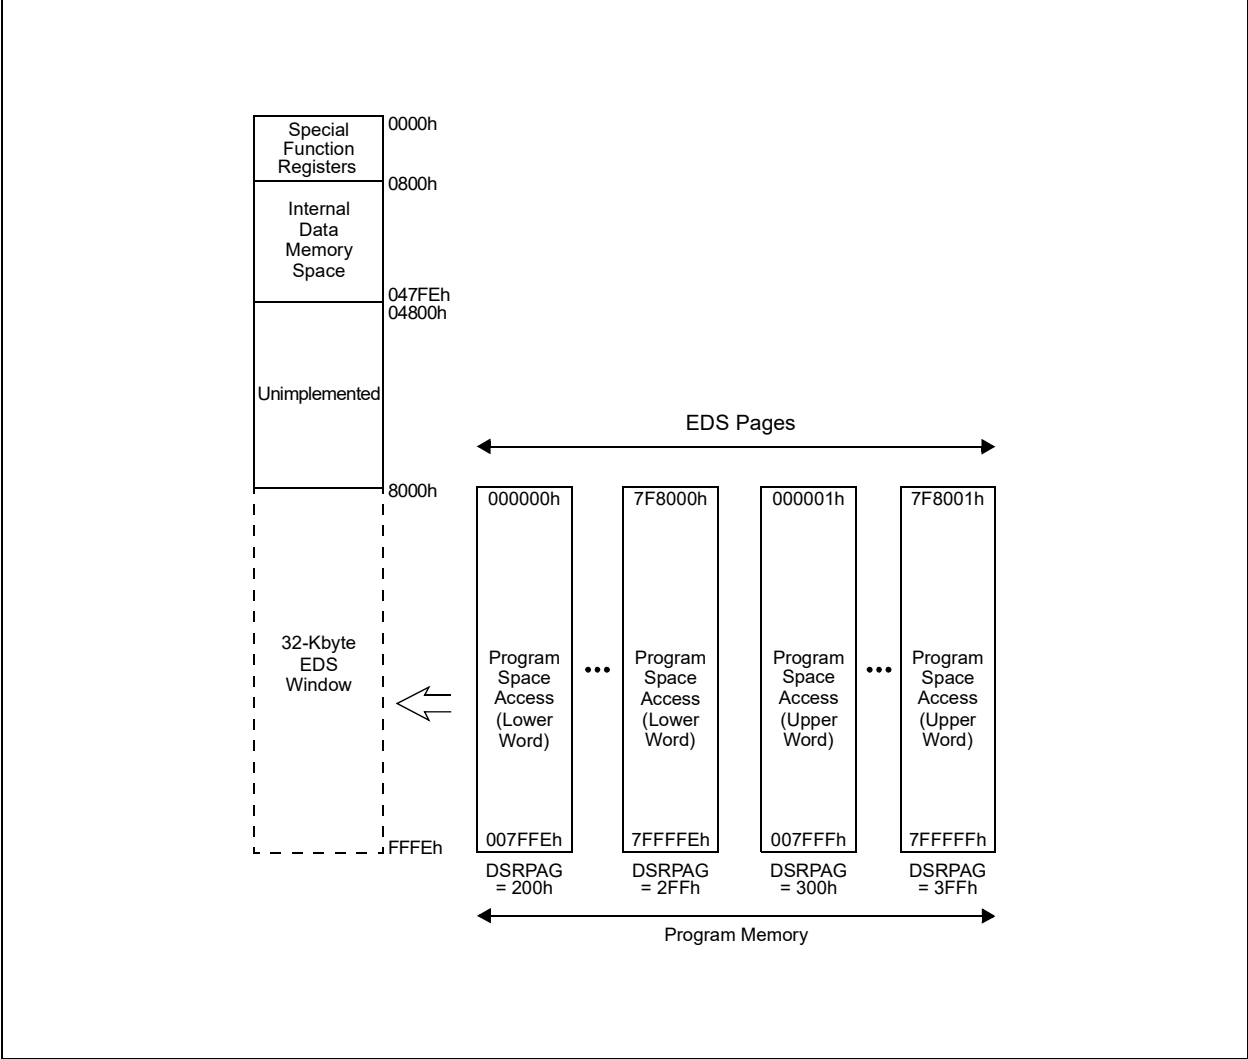 Special
Function
Registers
0000h
0800h
Internal
Data
Memory
Space
047FEh
04800h
Unimplemented
8000h
32-Kbyte
EDS
Window
FFFEh
EDS Pages
000000h
Program
Space
Access
(Lower
Word)
007FFEh
DSRPAG
= 200h
•••
7F8000h
Program
Space
Access
(Lower
Word)
7FFFFEh
DSRPAG
= 2FFh
000001h
Program
Space
Access
(Upper
Word)
007FFFh
DSRPAG
= 300h
•••
7F8001h
Program
Space
Access
(Upper
Word)
7FFFFFh
DSRPAG
= 3FFh
Program Memory